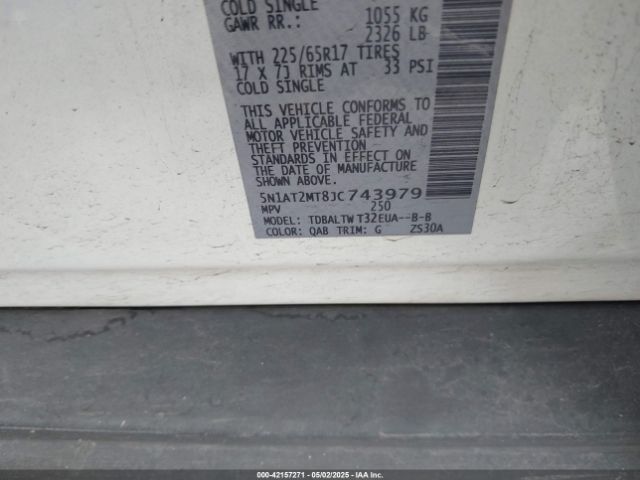 COLD SINGLE
GAWR RR.: 1055 KG
2326 LB
WITH 225/65R17 TIRES
17 X 7J RIMS AT 33 PSI
COLD SINGLE
THIS VEHICLE CONFORMS TO
ALL APPLICABLE FEDERAL
MOTOR VEHICLE SAFETY AND
THEFT PREVENTION
STANDARDS IN EFFECT ON
THE DATE OF MANUFACTURE
SHOWN ABOVE.
5N1AT2MT8JC743979
MPV 250
MODEL: TDBALTW T32EUA--B-B
COLOR: QAB TRIM: G ZS30A
000-42157271 - 05/02/2025 - IAA Inc.